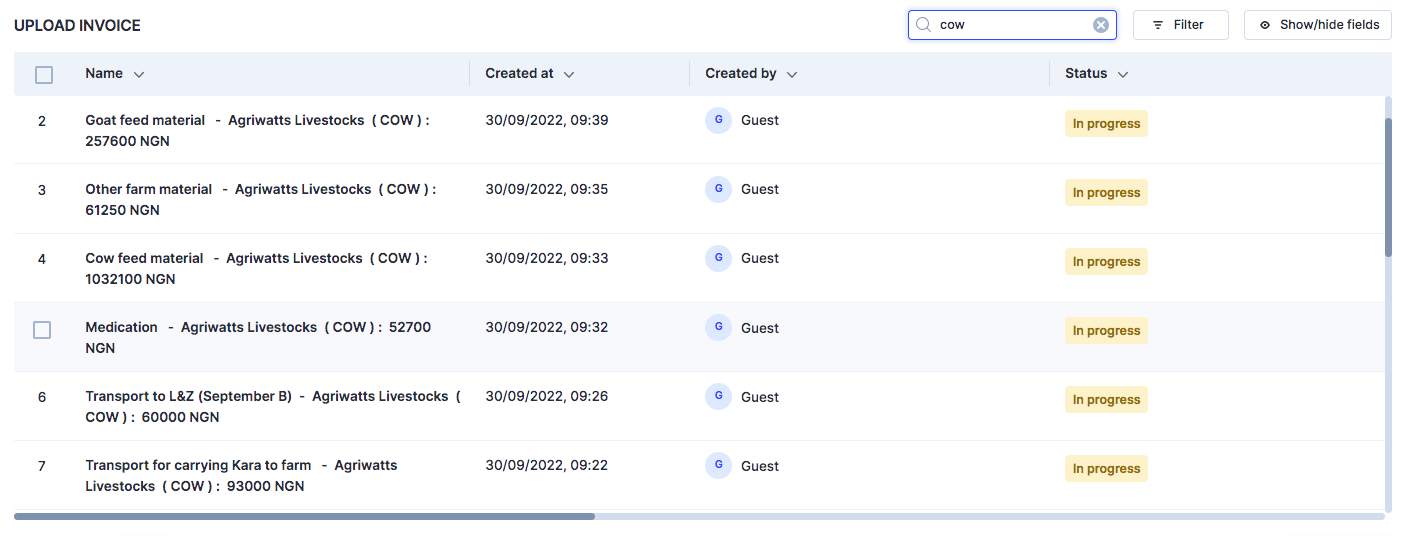 UPLOAD INVOICE
cow
Filter
Show/hide fields
Name
Created at
Created by
Status
2
Goat feed material - Agriwatts Livestocks ( COW ) :
257600 NGN
30/09/2022, 09:39
G
Guest
In progress
3
Other farm material - Agriwatts Livestocks ( COW ) :
61250 NGN
30/09/2022, 09:35
G
Guest
In progress
4
Cow feed material - Agriwatts Livestocks ( COW ) :
1032100 NGN
30/09/2022, 09:33
G
Guest
In progress
Medication - Agriwatts Livestocks ( COW ) : 52700
NGN
30/09/2022, 09:32
G
Guest
In progress
6
Transport to L&Z (September B) - Agriwatts Livestocks (
COW ) : 60000 NGN
30/09/2022, 09:26
G
Guest
In progress
7
Transport for carrying Kara to farm - Agriwatts
Livestocks ( COW ) : 93000 NGN
30/09/2022, 09:22
G
Guest
In progress